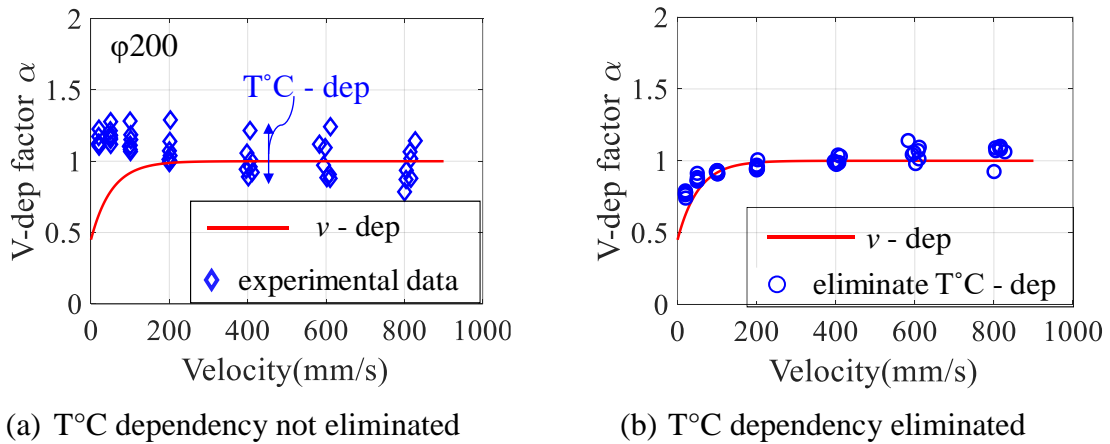 φ200
T°C - dep
V-dep factor α
2
1.5
1
0.5
0
v - dep
experimental data
0 200 400 600 800 1000
Velocity(mm/s)
(a) T°C dependency not eliminated
V-dep factor α
2
1.5
1
0.5
0
v - dep
eliminate T°C - dep
0 200 400 600 800 1000
Velocity(mm/s)
(b) T°C dependency eliminated